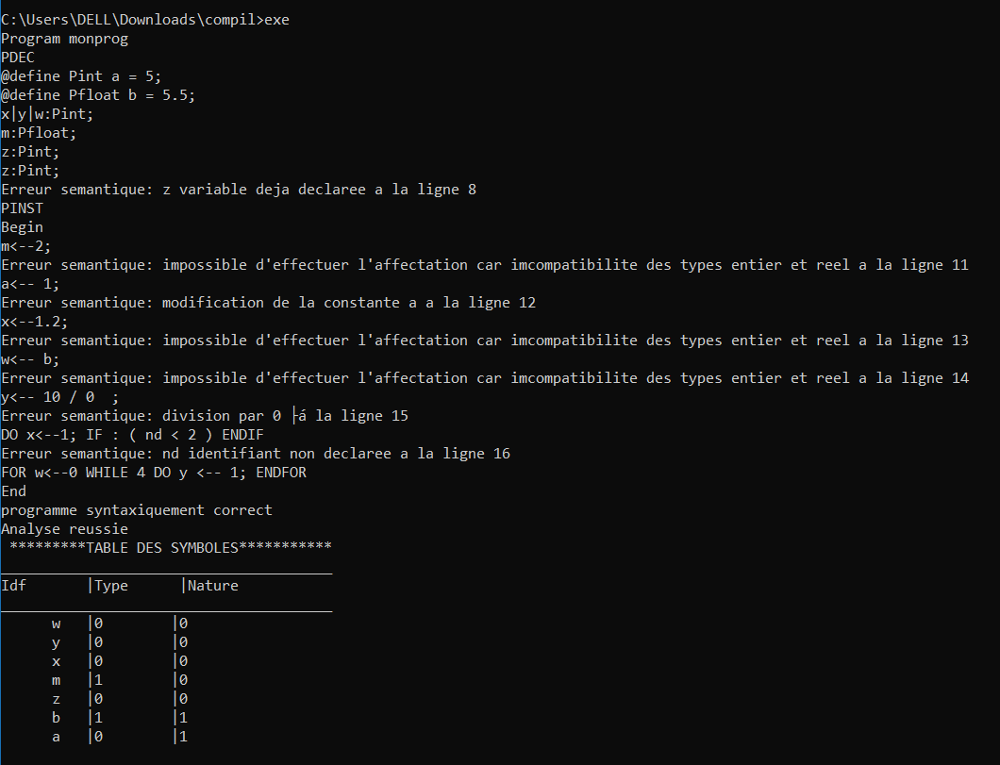 C:\Users\DELL\Downloads\compil>exe
Program monprog
PDEC
@define Pint a = 5;
@define Pfloat b = 5.5;
x|y|w:Pint;
m:Pfloat;
z:Pint;
z:Pint;
Erreur semantique: z variable deja declaree a la ligne 8
PINST
Begin
m<--2;
Erreur semantique: impossible d'effectuer l'affectation car imcompatibilite des types entier et reel a la ligne 11
a<-- 1;
Erreur semantique: modification de la constante a a la ligne 12
x<--1.2;
Erreur semantique: impossible d'effectuer l'affectation car imcompatibilite des types entier et reel a la ligne 13
w<-- b;
Erreur semantique: impossible d'effectuer l'affectation car imcompatibilite des types entier et reel a la ligne 14
y<-- 10 / 0  ;
Erreur semantique: division par 0 ├á la ligne 15
DO x<--1; IF : ( nd < 2 ) ENDIF
Erreur semantique: nd identifiant non declaree a la ligne 16
FOR w<--0 WHILE 4 DO y <-- 1; ENDFOR
End
programme syntaxiquement correct
Analyse reussie
*********TABLE DES SYMBOLES***********
_______________________________________
Idf |Type |Nature
_______________________________________
w |0 |0
y |0 |0
x |0 |0
m |1 |0
z |0 |0
b |1 |1
a |0 |1